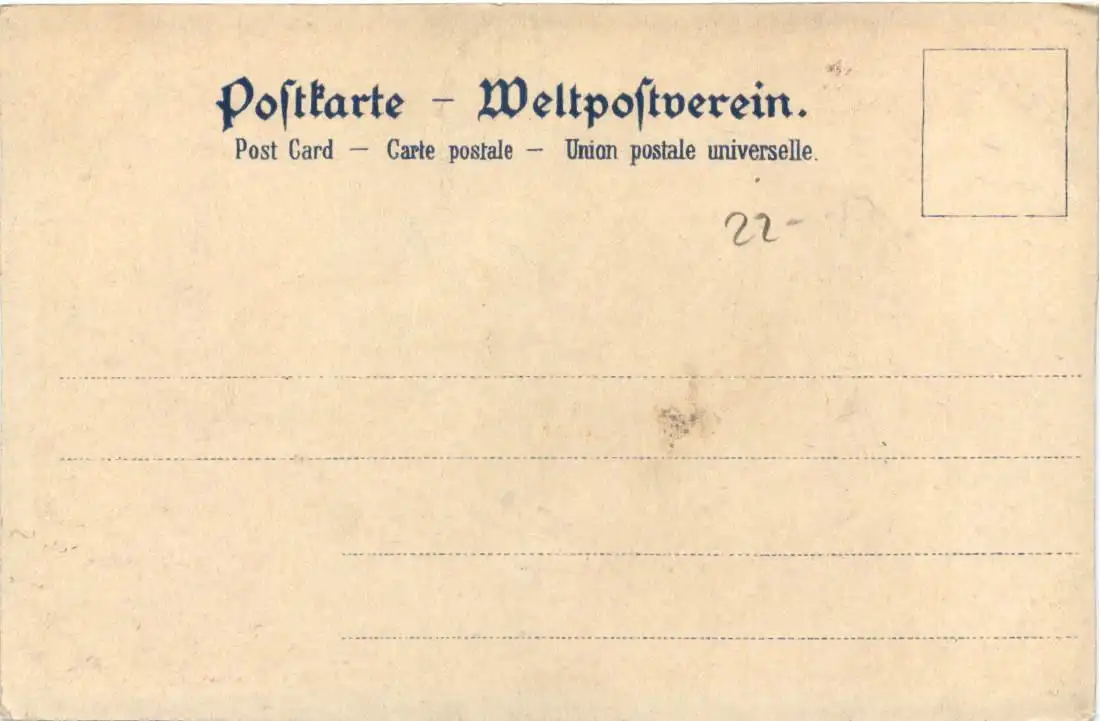 Poſtkarte – Weltpoſtverein.
Post Card — Carte postale — Union postale universelle.
22-